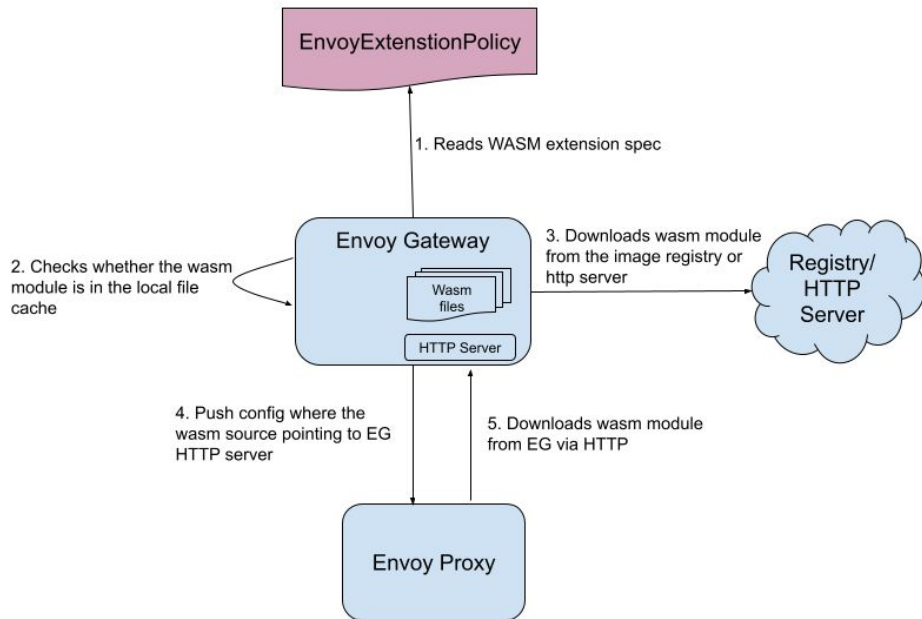 EnvoyExtenstionPolicy
1. Reads WASM extension spec
Envoy Gateway
2. Checks whether the wasm
module is in the local file
cache
Wasm
files
HTTP Server
3. Downloads wasm module
from the image registry or
http server
Registry/
HTTP
Server
4. Push config where the
wasm source pointing to EG
HTTP server
5. Downloads wasm module
from EG via HTTP
Envoy Proxy